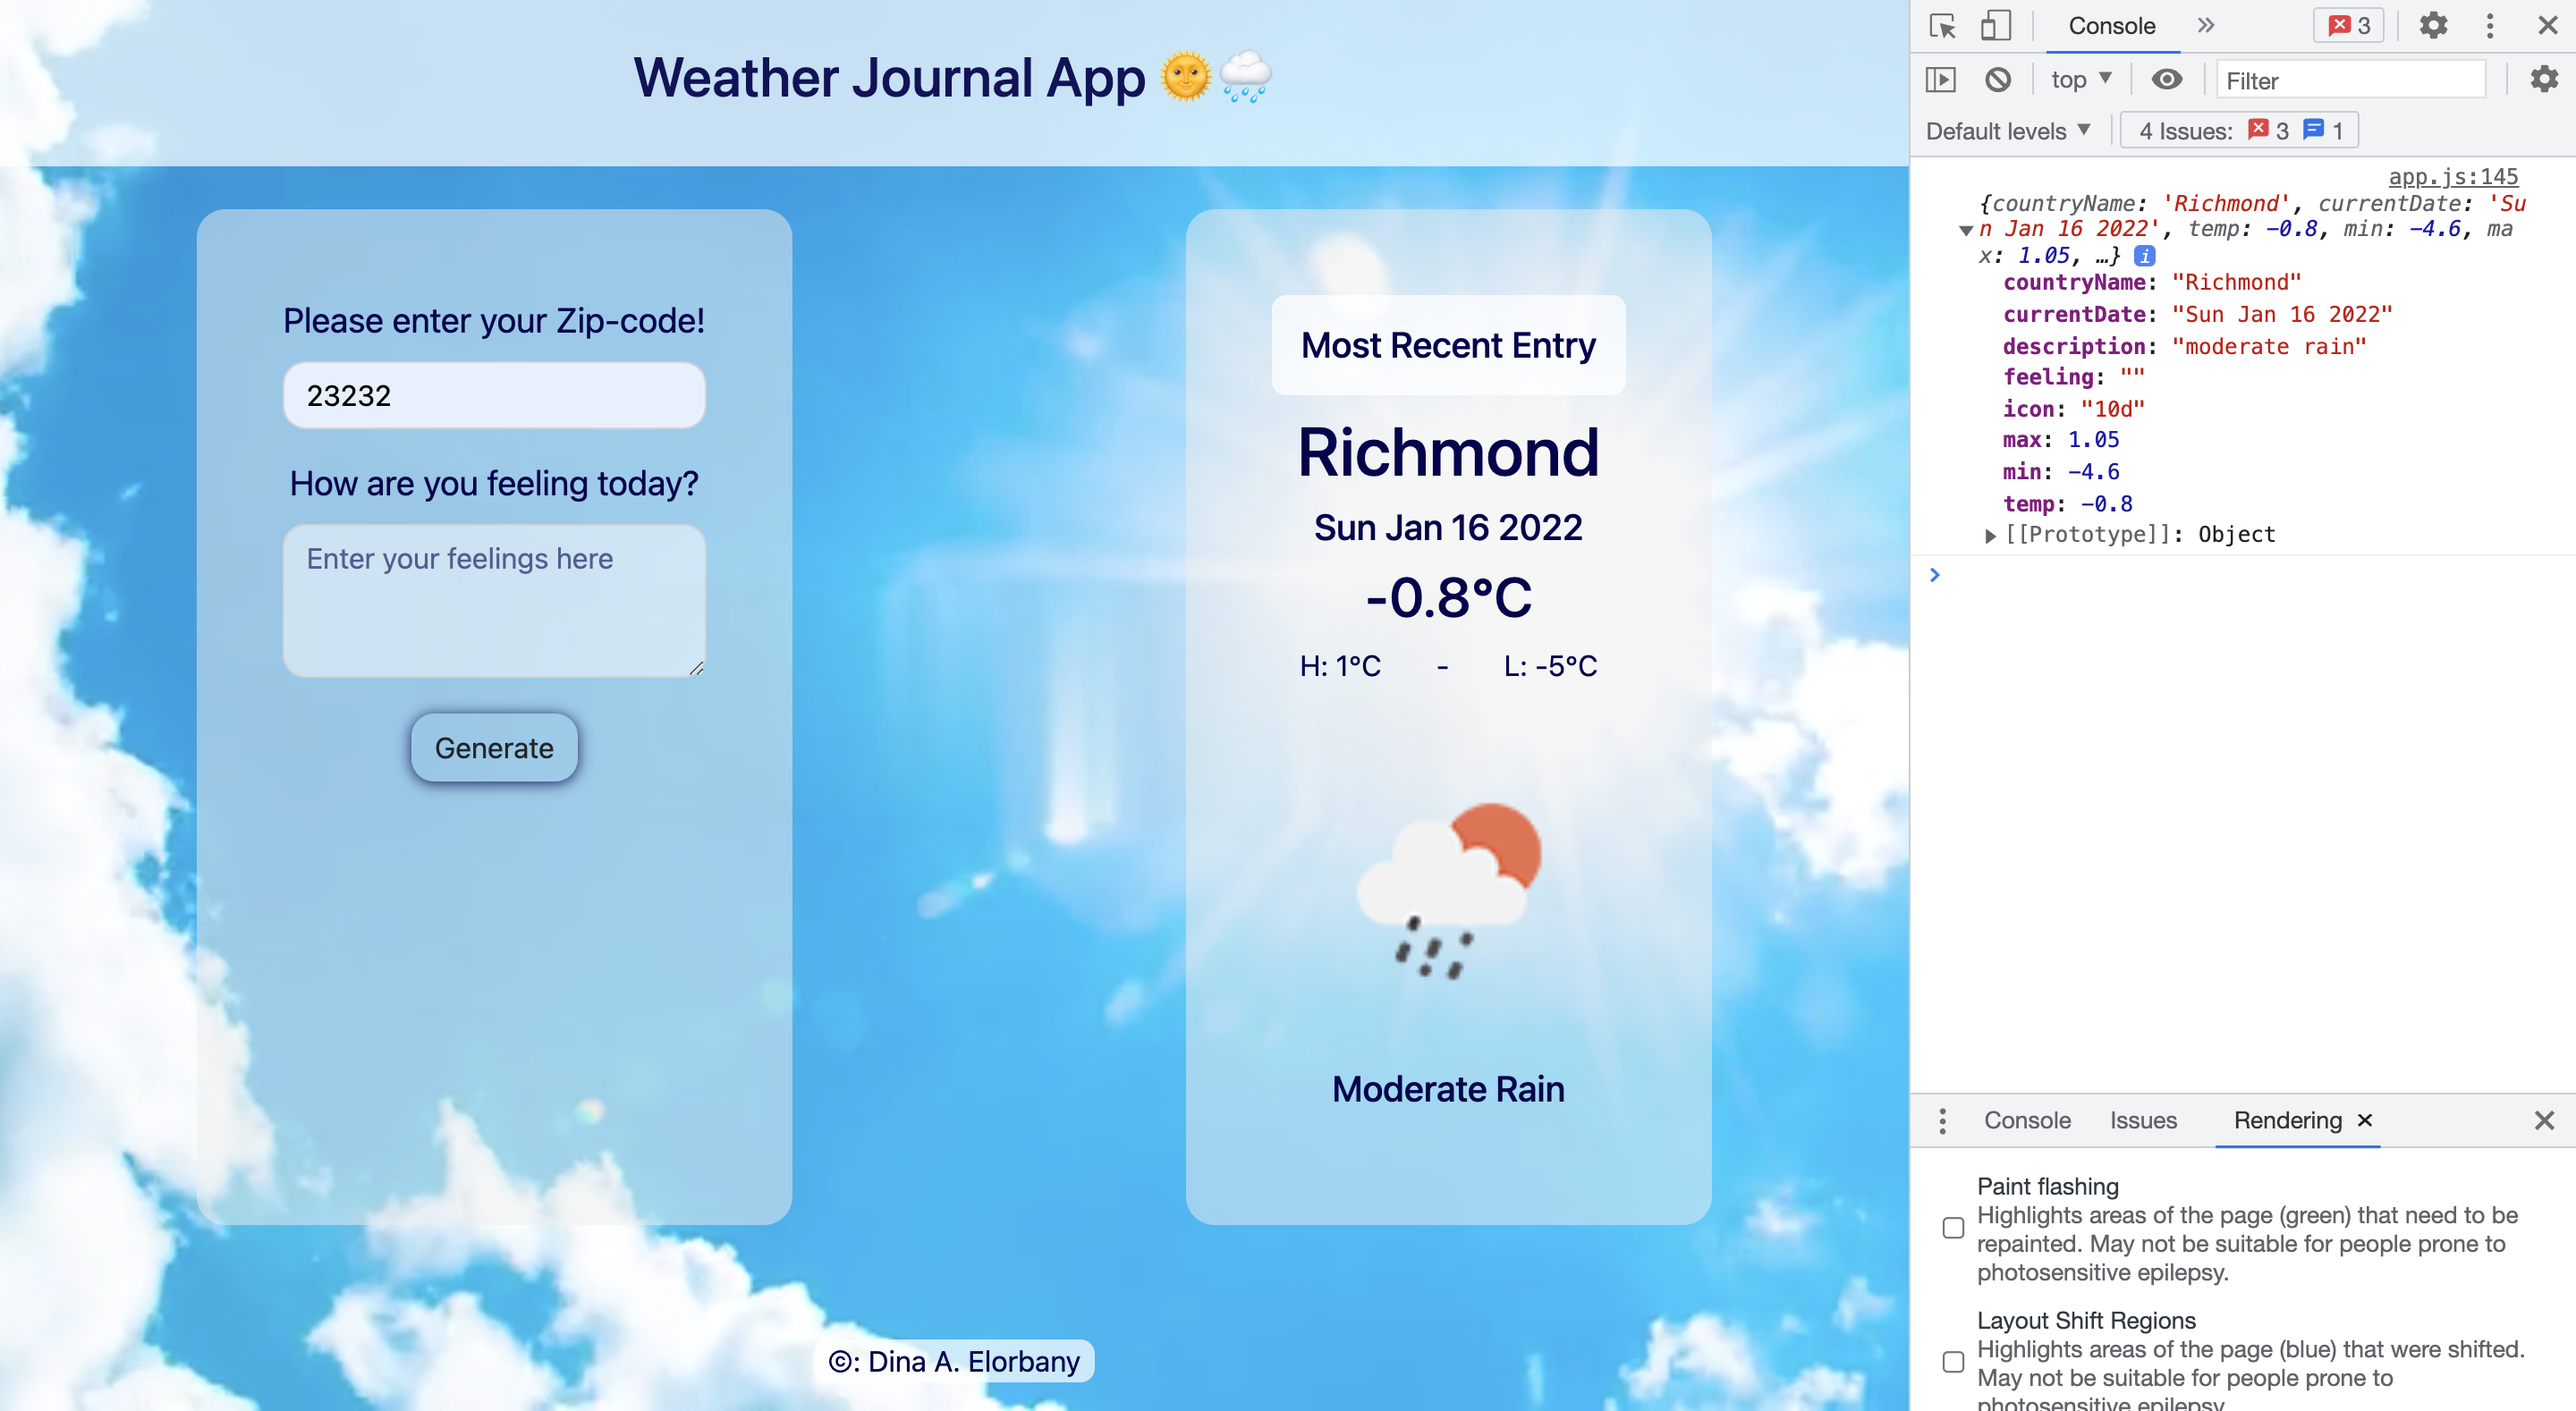 Weather Journal App 🌞🌧️
Please enter your Zip-code!
23232
How are you feeling today?
Enter your feelings here
Generate
Most Recent Entry
Richmond
Sun Jan 16 2022
-0.8°C
H: 1°C - L: -5°C
Moderate Rain
©: Dina A. Elorbany
Console
3
top
Filter
Default levels
4 Issues: 3 1
app.js:145
{countryName: 'Richmond', currentDate: 'Su
n Jan 16 2022', temp: -0.8, min: -4.6, ma
x: 1.05, …}
countryName: "Richmond"
currentDate: "Sun Jan 16 2022"
description: "moderate rain"
feeling: ""
icon: "10d"
max: 1.05
min: -4.6
temp: -0.8
[[Prototype]]: Object
Console Issues Rendering
Paint flashing
Highlights areas of the page (green) that need to be
repainted. May not be suitable for people prone to
photosensitive epilepsy.
Layout Shift Regions
Highlights areas of the page (blue) that were shifted.
May not be suitable for people prone to
photosensitive epilepsy.